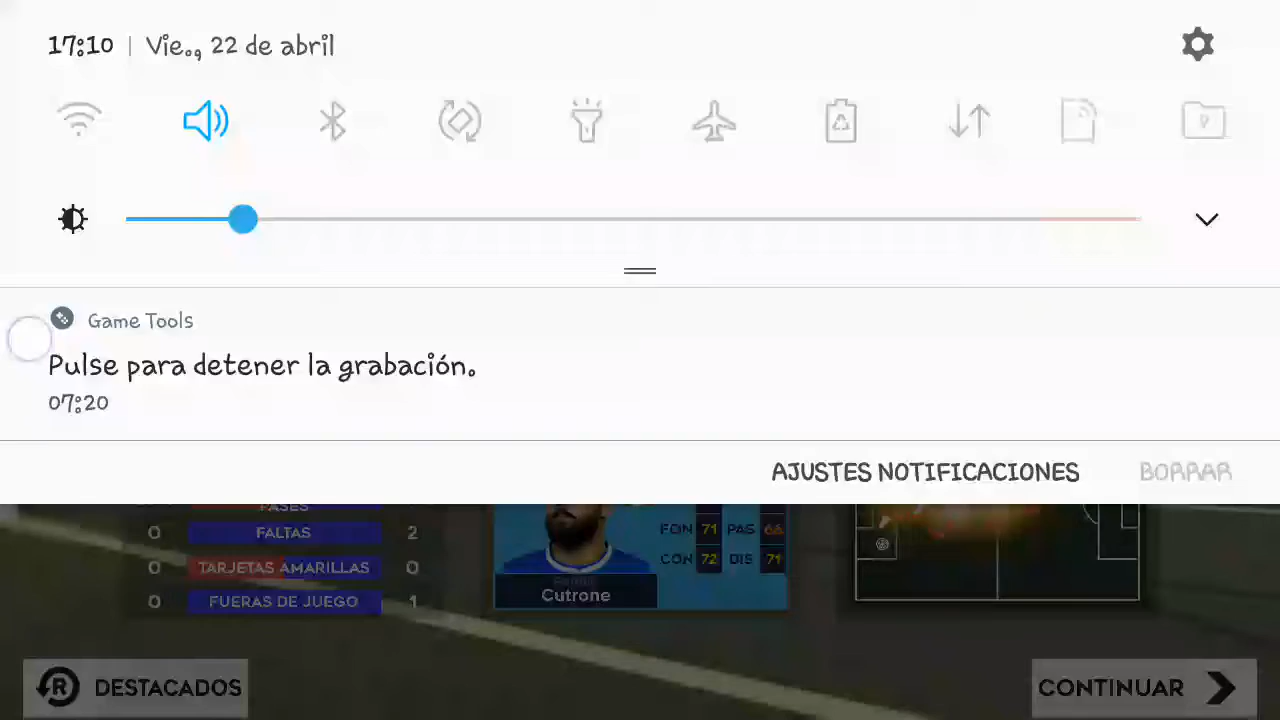 17:10 | Vie., 22 de abril
Game Tools
Pulse para detener la grabación.
07:20
AJUSTES NOTIFICACIONES BORRAR
PASES
0 FALTAS 2
0 TARJETAS AMARILLAS 0
0 FUERAS DE JUEGO 1
FON 71 PAS 66
CON 72 DIS 71
Cutrone
R DESTACADOS
CONTINUAR